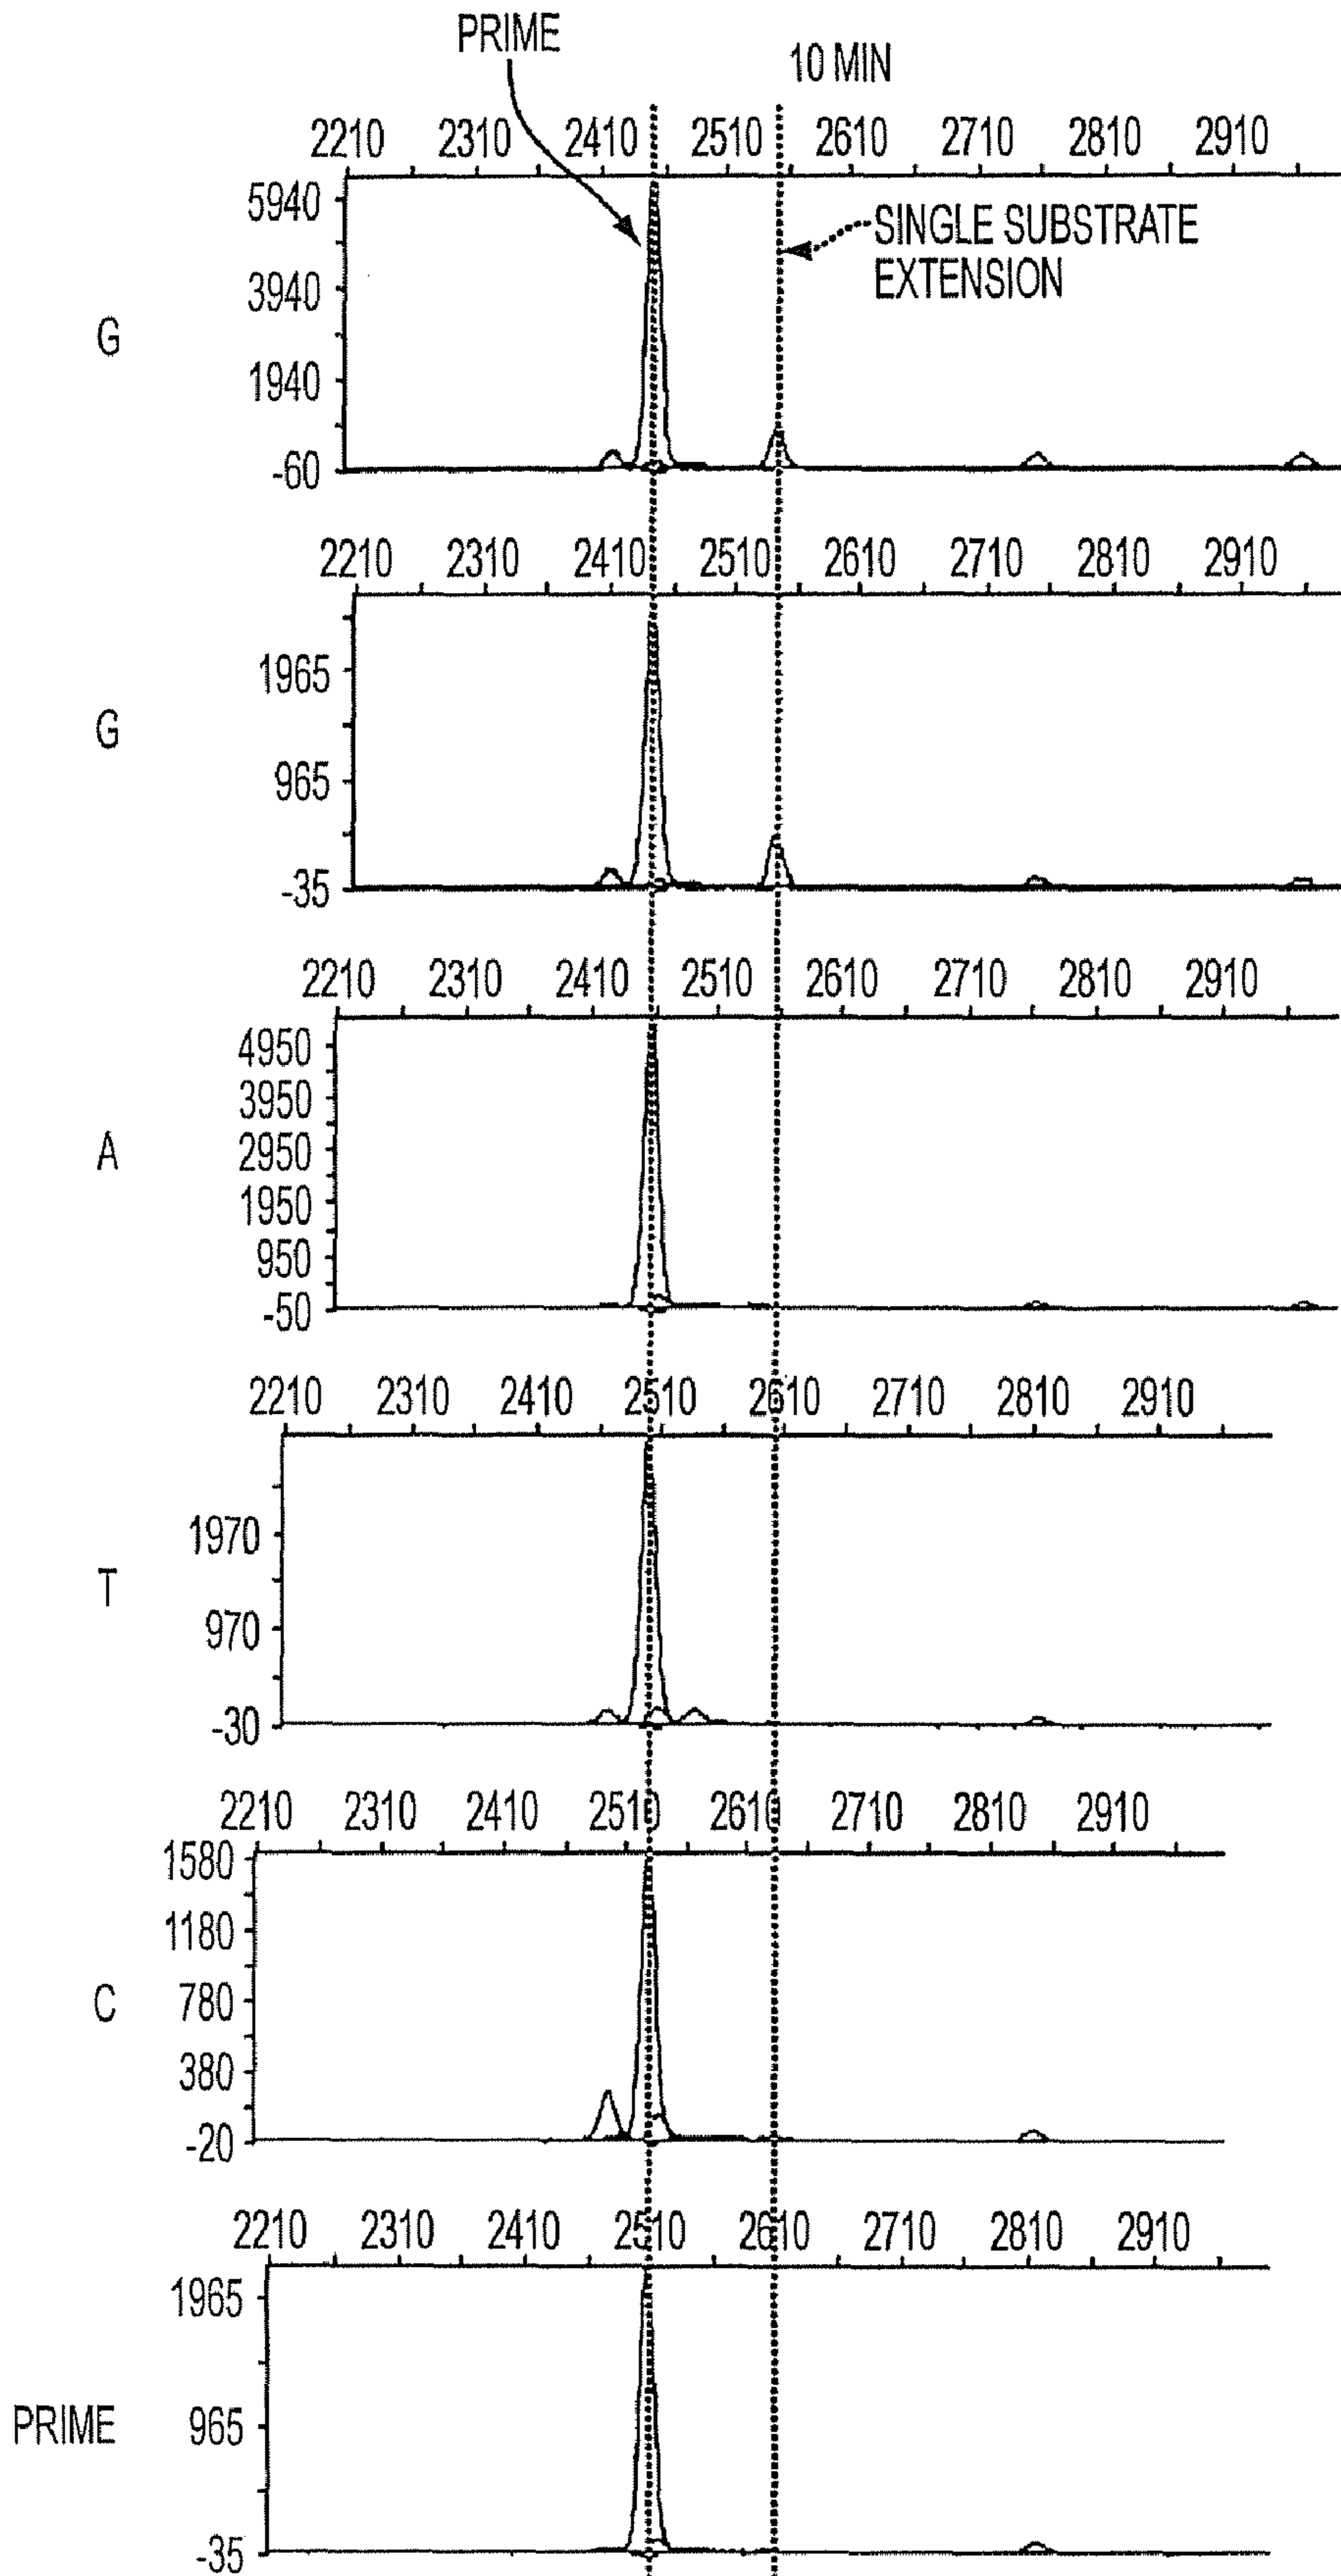 PRIME
10 MIN
2210 2310 2410 2510 2610 2710 2810 2910
5940
SINGLE SUBSTRATE
EXTENSION
3940
G
1940
-60
2210 2310 2410 2510 2610 2710 2810 2910
1965
G
965
-35
2210 2310 2410 2510 2610 2710 2810 2910
4950
3950
A
2950
1950
950
-50
2210 2310 2410 2510 2610 2710 2810 2910
1970
T
970
-30
2210 2310 2410 2510 2610 2710 2810 2910
1580
1180
C
780
380
-20
2210 2310 2410 2510 2610 2710 2810 2910
1965
PRIME
965
-35